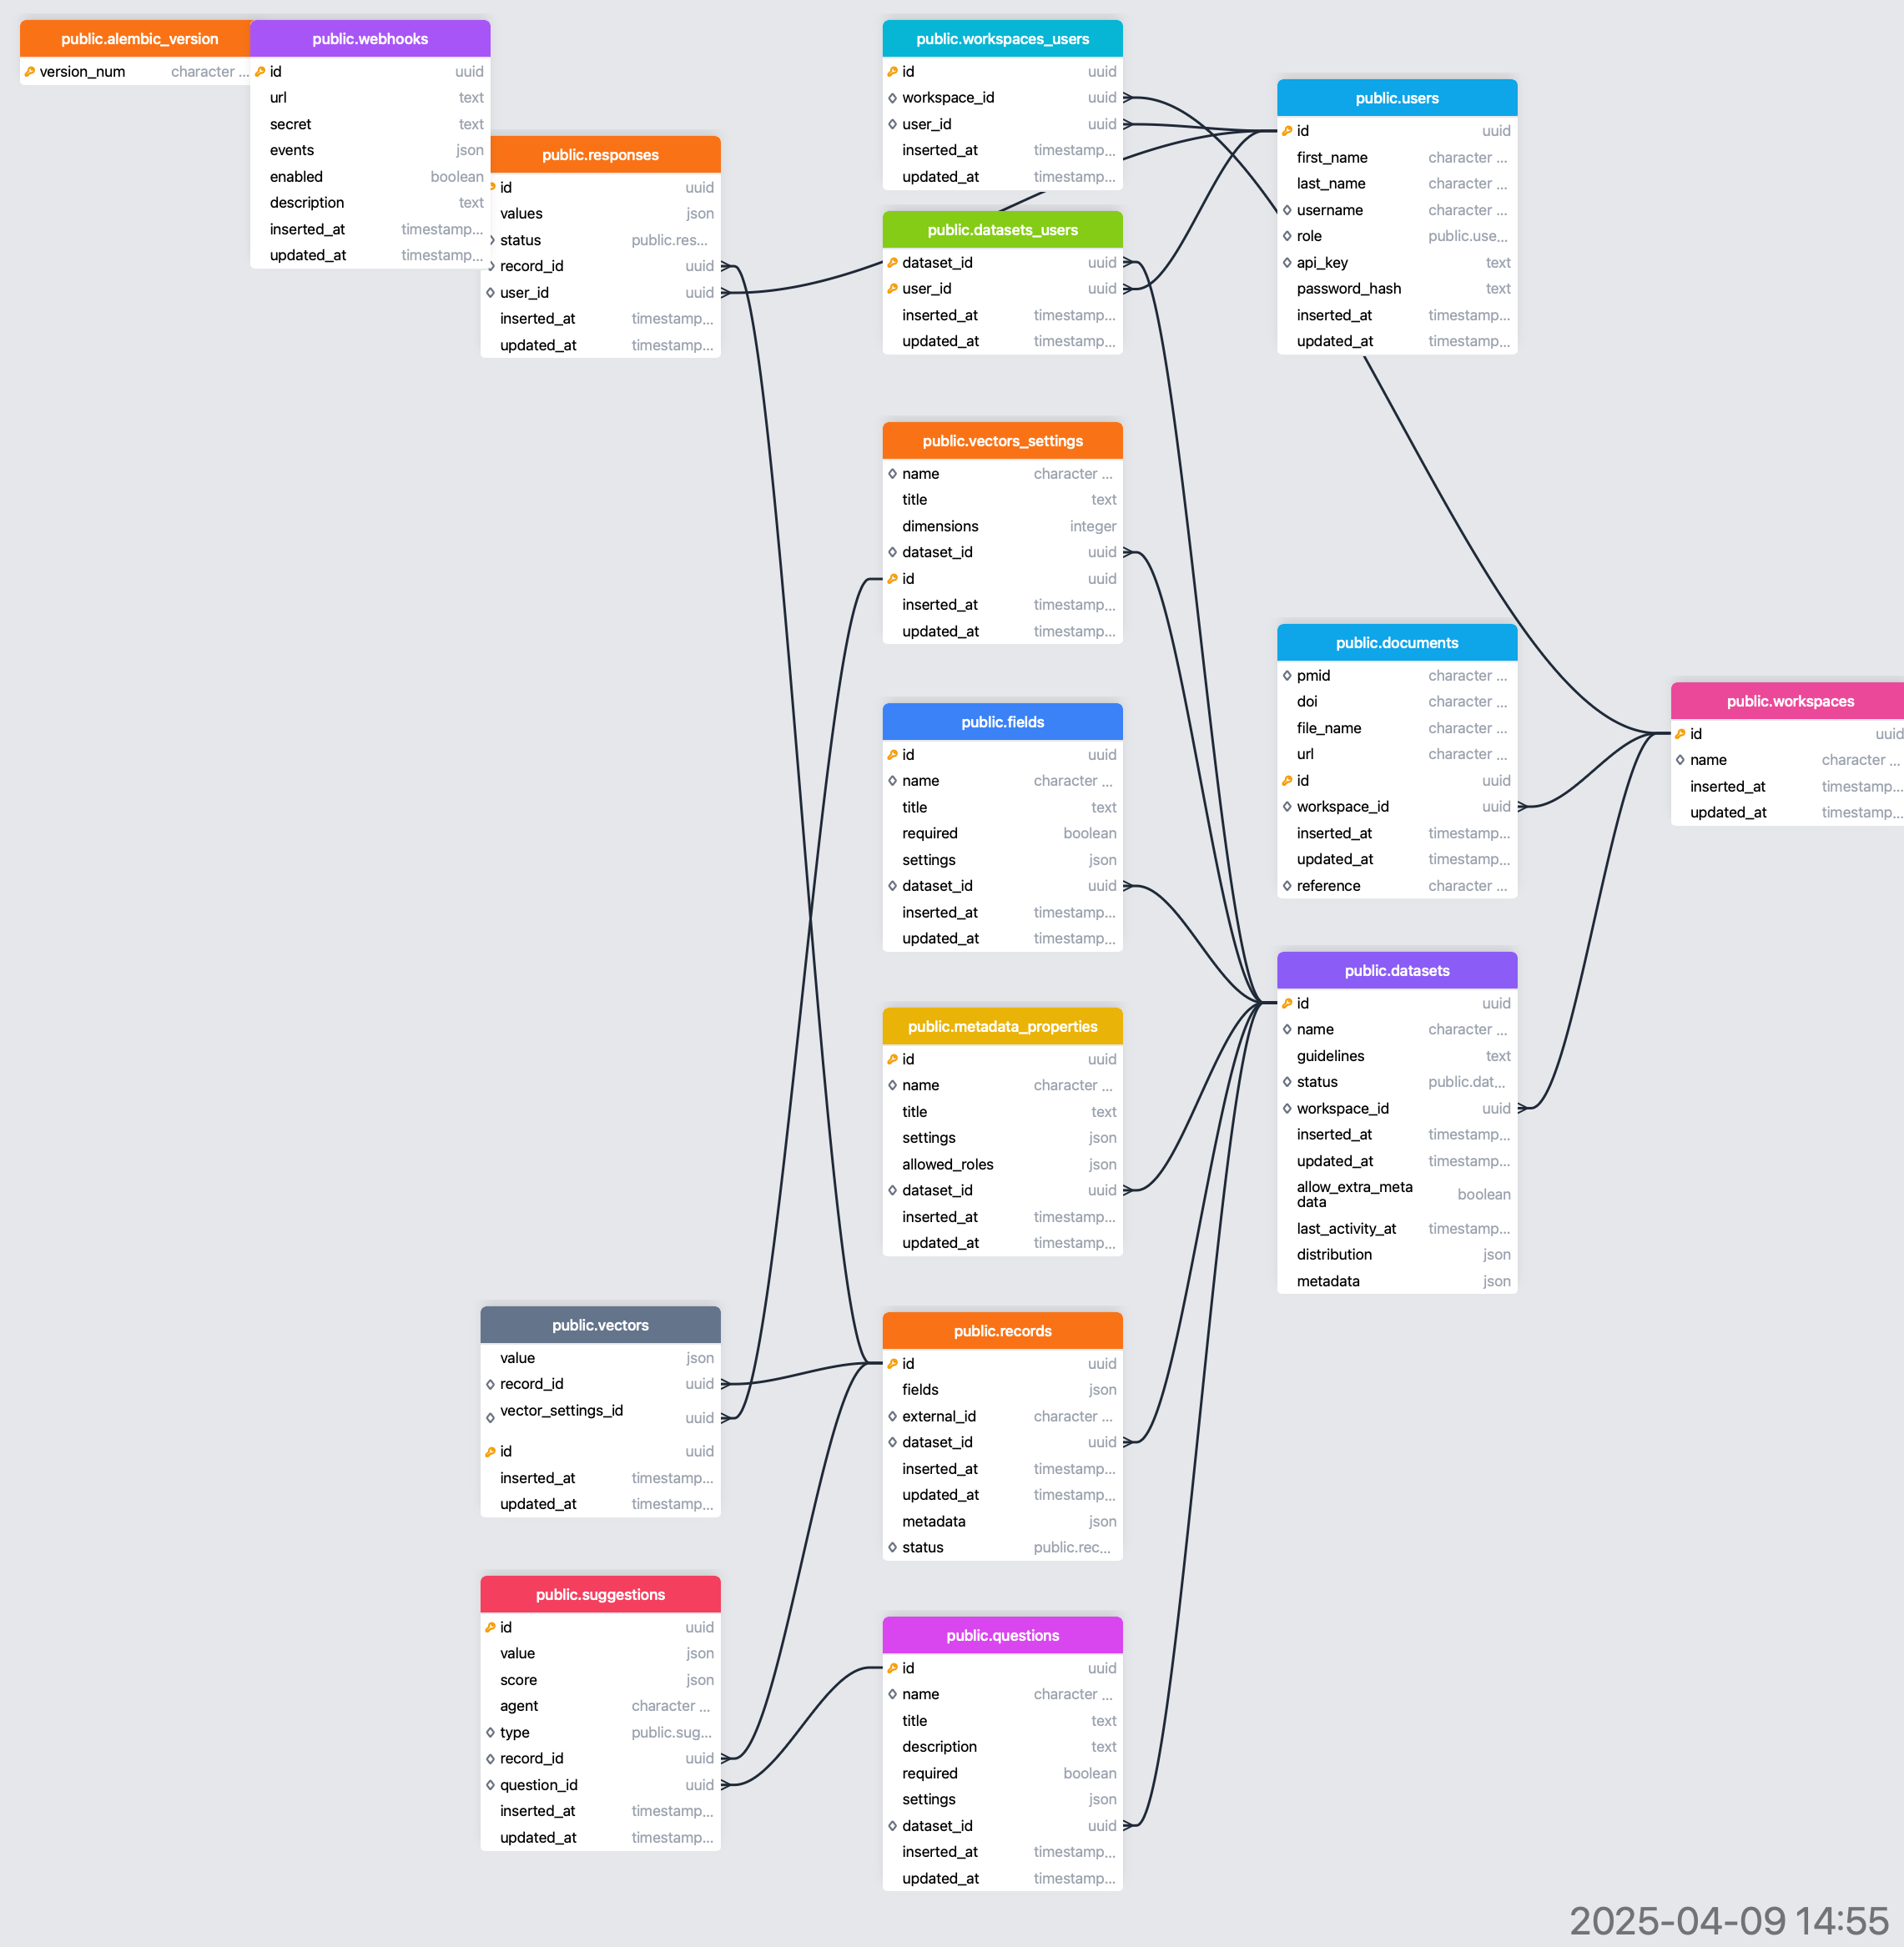 public.alembic_version
version_num character ...
public.webhooks
id uuid
url text
secret text
events json
enabled boolean
description text
inserted_at timestamp...
updated_at timestamp...
public.responses
id uuid
values json
status public.res...
record_id uuid
user_id uuid
inserted_at timestamp...
updated_at timestamp...
public.vectors
value json
record_id uuid
vector_settings_id uuid
id uuid
inserted_at timestamp...
updated_at timestamp...
public.suggestions
id uuid
value json
score json
agent character ...
type public.sug...
record_id uuid
question_id uuid
inserted_at timestamp...
updated_at timestamp...
public.workspaces_users
id uuid
workspace_id uuid
user_id uuid
inserted_at timestamp...
updated_at timestamp...
public.datasets_users
dataset_id uuid
user_id uuid
inserted_at timestamp...
updated_at timestamp...
public.vectors_settings
name character ...
title text
dimensions integer
dataset_id uuid
id uuid
inserted_at timestamp...
updated_at timestamp...
public.fields
id uuid
name character ...
title text
required boolean
settings json
dataset_id uuid
inserted_at timestamp...
updated_at timestamp...
public.metadata_properties
id uuid
name character ...
title text
settings json
allowed_roles json
dataset_id uuid
inserted_at timestamp...
updated_at timestamp...
public.records
id uuid
fields json
external_id character ...
dataset_id uuid
inserted_at timestamp...
updated_at timestamp...
metadata json
status public.rec...
public.questions
id uuid
name character ...
title text
description text
required boolean
settings json
dataset_id uuid
inserted_at timestamp...
updated_at timestamp...
public.users
id uuid
first_name character ...
last_name character ...
username character ...
role public.use...
api_key text
password_hash text
inserted_at timestamp...
updated_at timestamp...
public.documents
pmid character ...
doi character ...
file_name character ...
url character ...
id uuid
workspace_id uuid
inserted_at timestamp...
updated_at timestamp...
reference character ...
public.datasets
id uuid
name character ...
guidelines text
status public.dat...
workspace_id uuid
inserted_at timestamp...
updated_at timestamp...
allow_extra_meta
data boolean
last_activity_at timestamp...
distribution json
metadata json
public.workspaces
id uuid
name character ...
inserted_at timestamp...
updated_at timestamp...
2025-04-09 14:55